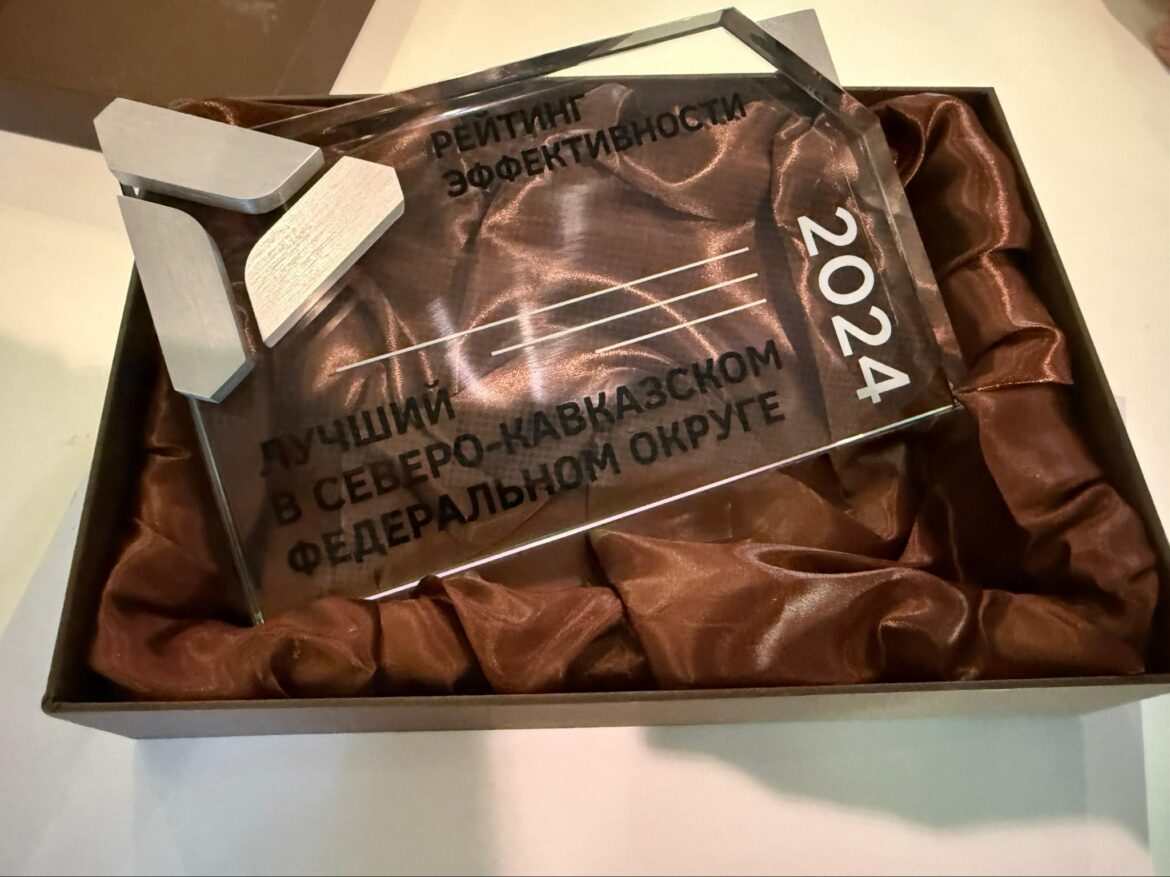 РЕЙТИНГ
ЭФФЕКТИВНОСТИ
2024
ЛУЧШИЙ
В СЕВЕРО-КАВКАЗСКОМ
ФЕДЕРАЛЬНОМ ОКРУГЕ